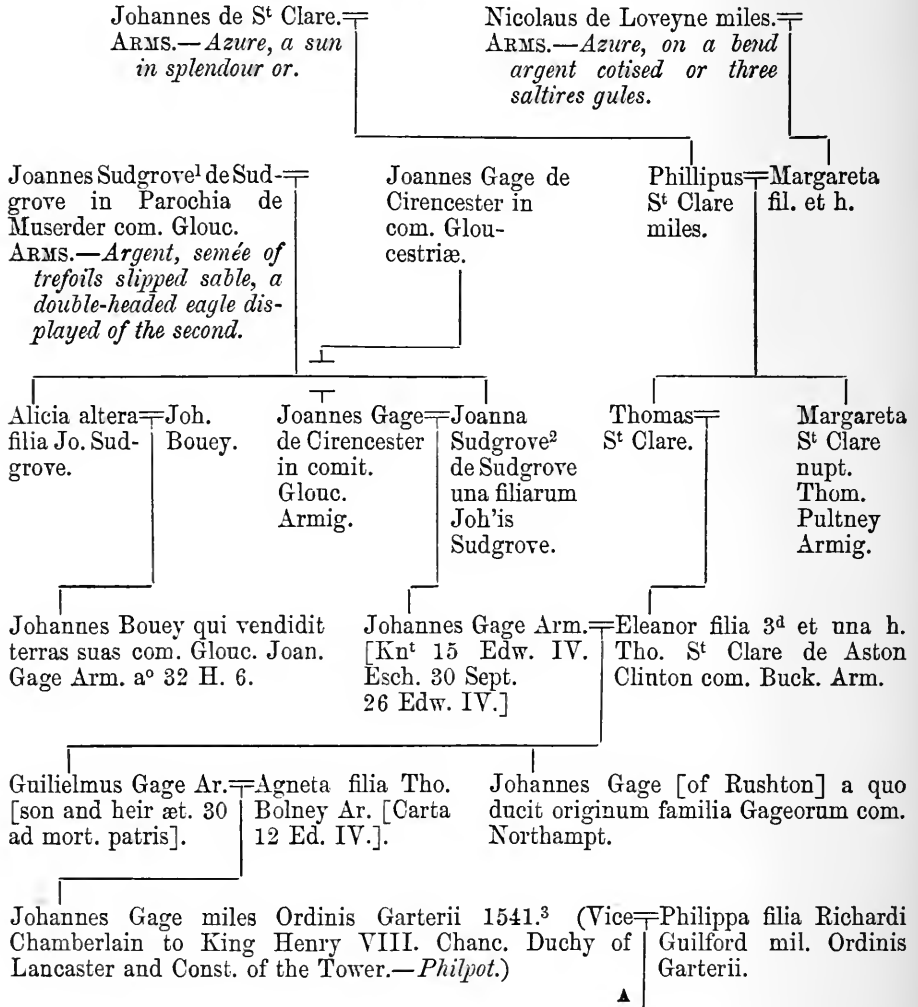 Johannes de Sᵗ Clare.
ARMS.—Azure, a sun
in splendour or.
Nicolaus de Loveyne miles.
ARMS.—Azure, on a bend
argent cotised or three
saltires gules.
Joannes Sudgrove¹ de Sud-
grove in Parochia de
Muserder com. Glouc.
ARMS.—Argent, semée of
trefoils slipped sable, a
double-headed eagle dis-
played of the second.
Joannes Gage de
Cirencester in
com. Glou-
cestriæ.
Phillipus
Sᵗ Clare
miles.
Margareta
fil. et h.
Alicia altera
filia Jo. Sud-
grove.
Joh.
Bouey.
Joannes Gage
de Cirencester
in comit.
Glouc.
Armig.
Joanna
Sudgrove²
de Sudgrove
una filiarum
Joh'is
Sudgrove.
Thomas
Sᵗ Clare.
Margareta
Sᵗ Clare
nupt.
Thom.
Pultney
Armig.
Johannes Bouey qui vendidit
terras suas com. Glouc. Joan.
Gage Arm. aº 32 H. 6.
Johannes Gage Arm.
[Knᵗ 15 Edw. IV.
Esch. 30 Sept.
26 Edw. IV.]
Eleanor filia 3ᵈ et una h.
Tho. Sᵗ Clare de Aston
Clinton com. Buck. Arm.
Guilielmus Gage Ar.
[son and heir æt. 30
ad mort. patris].
Agneta filia Tho.
Bolney Ar. [Carta
12 Ed. IV.].
Johannes Gage [of Rushton] a quo
ducit originum familia Gageorum com.
Northampt.
Johannes Gage miles Ordinis Garterii 1541.³ (Vice
Chamberlain to King Henry VIII. Chanc. Duchy of
Lancaster and Const. of the Tower.—Philpot.)
Philippa filia Richardi
Guilford mil. Ordinis
Garterii.
A